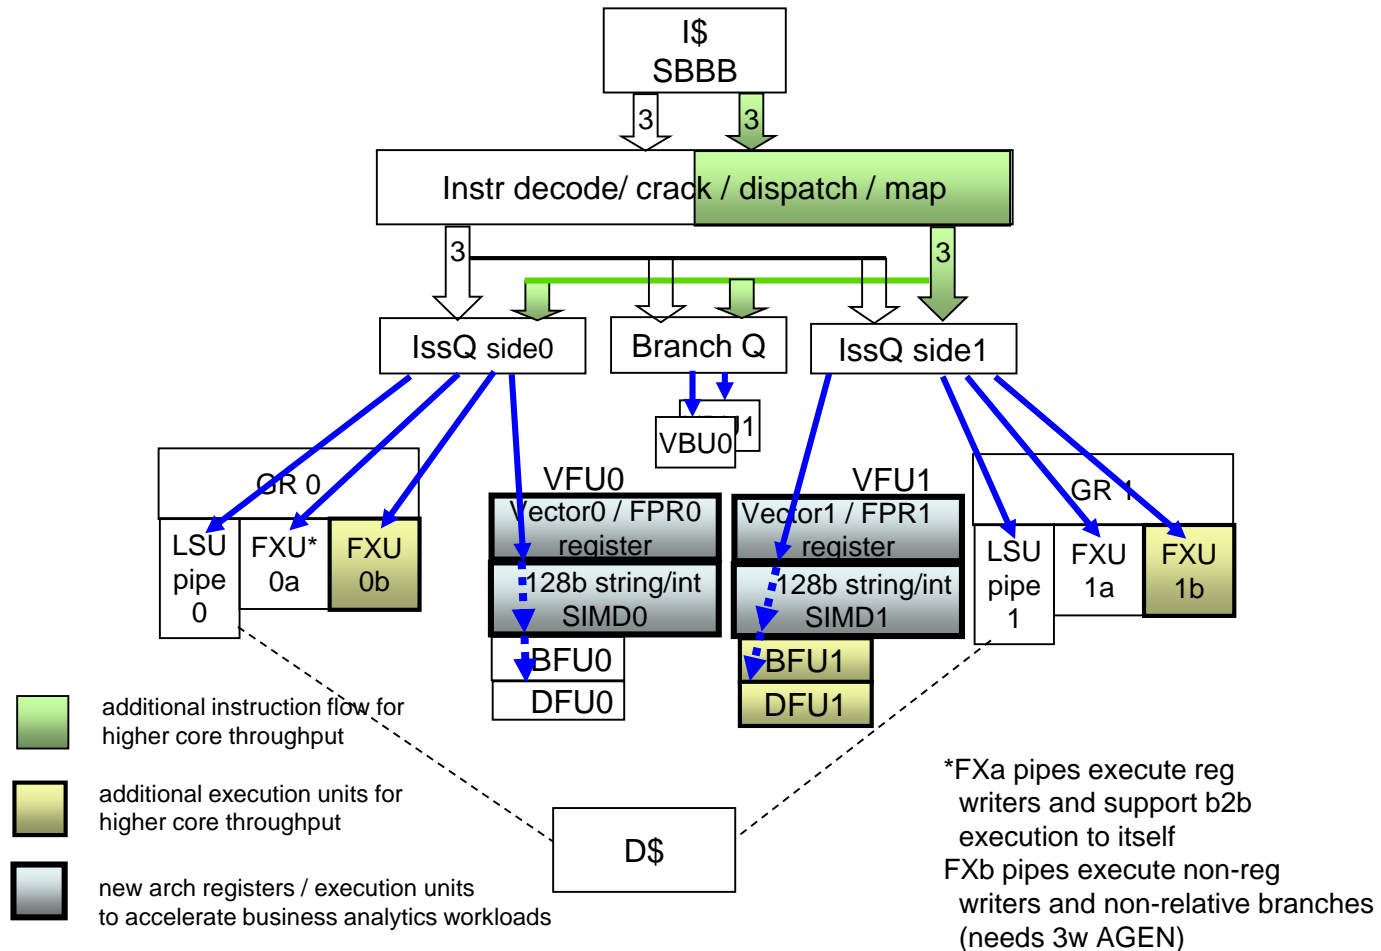 I$
SBBB
3
3
Instr decode/ crack / dispatch / map
3
3
IssQ side0
Branch Q
IssQ side1
VBU0
GR 0
LSU
pipe
0
FXU*
0a
FXU
0b
VFU0
Vector0 / FPR0
register
128b string/int
SIMD0
BFU0
DFU0
VFU1
Vector1 / FPR1
register
128b string/int
SIMD1
BFU1
DFU1
GR 1
LSU
pipe
1
FXU
1a
FXU
1b
D$
additional instruction flow for
higher core throughput
additional execution units for
higher core throughput
new arch registers / execution units
to accelerate business analytics workloads
*FXa pipes execute reg
writers and support b2b
execution to itself
FXb pipes execute non-reg
writers and non-relative branches
(needs 3w AGEN)